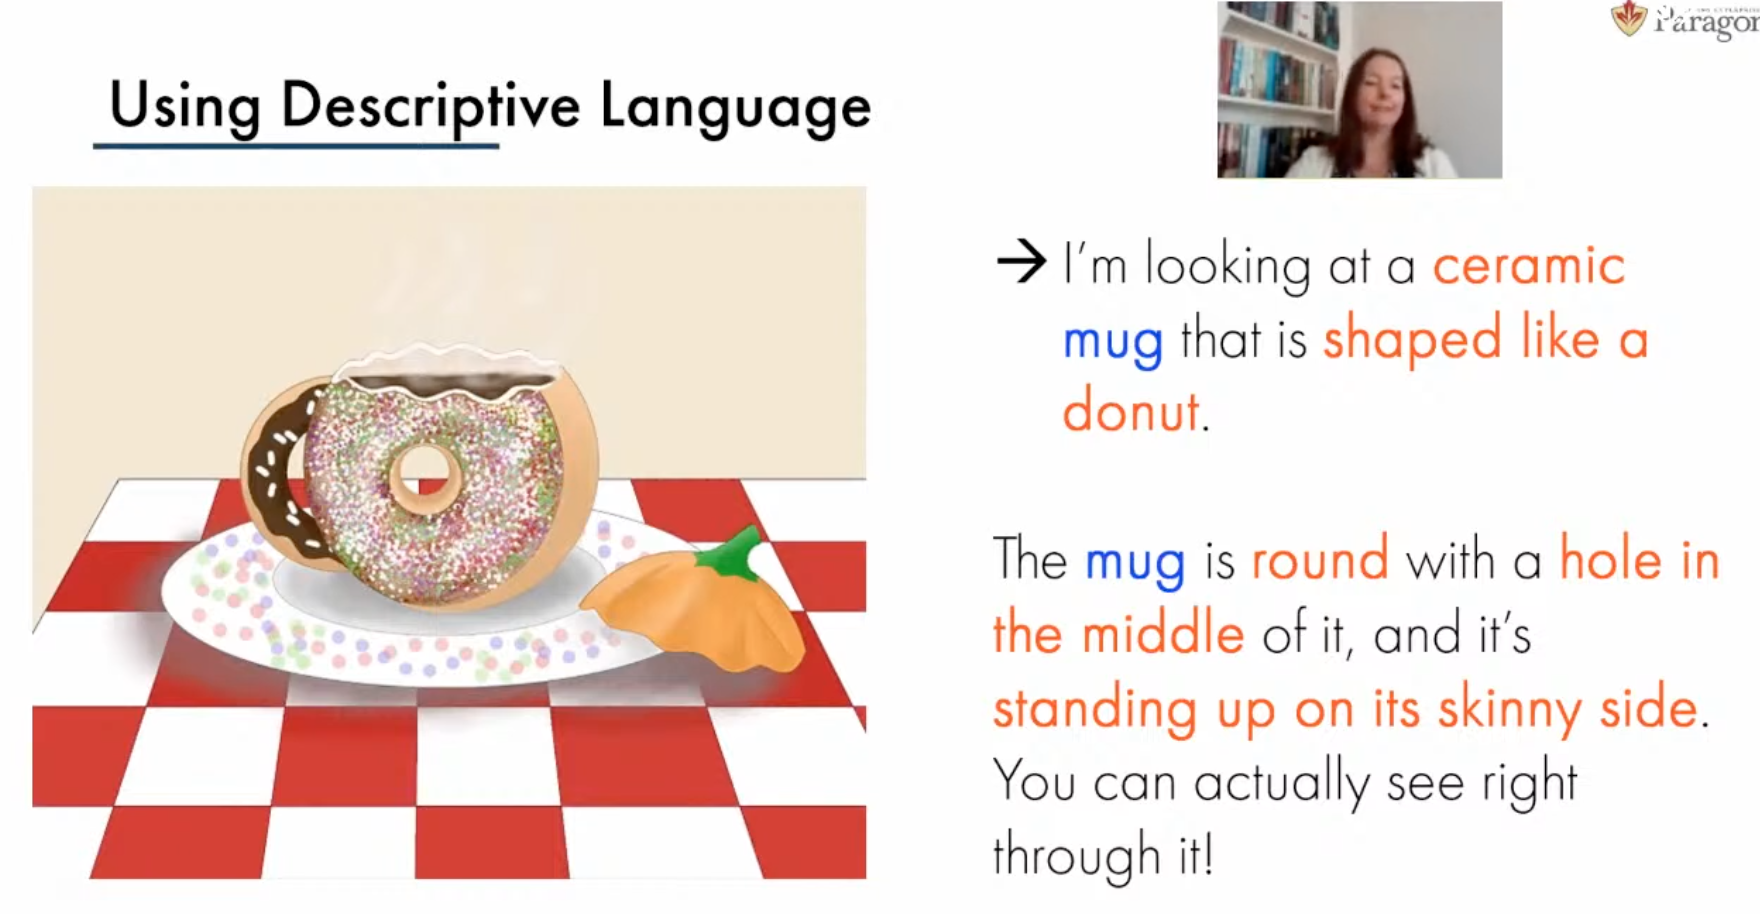 Paragon
Using Descriptive Language
→ I'm looking at a ceramic
mug that is shaped like a
donut.
The mug is round with a hole in
the middle of it, and it's
standing up on its skinny side.
You can actually see right
through it!